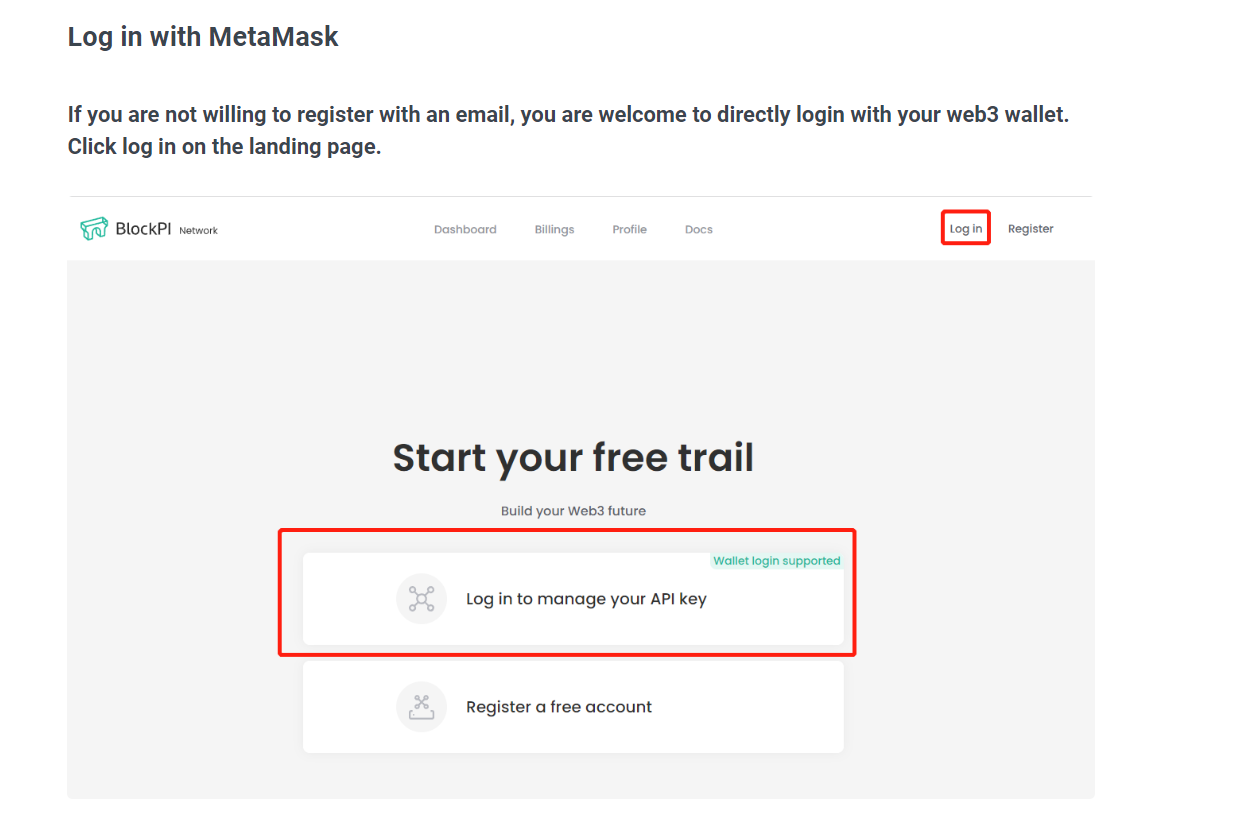 Log in with MetaMask
If you are not willing to register with an email, you are welcome to directly login with your web3 wallet.
Click log in on the landing page.
BlockPI Network Dashboard Billings Profile Docs Log in Register
Start your free trail
Build your Web3 future
Wallet login supported
Log in to manage your API key
Register a free account